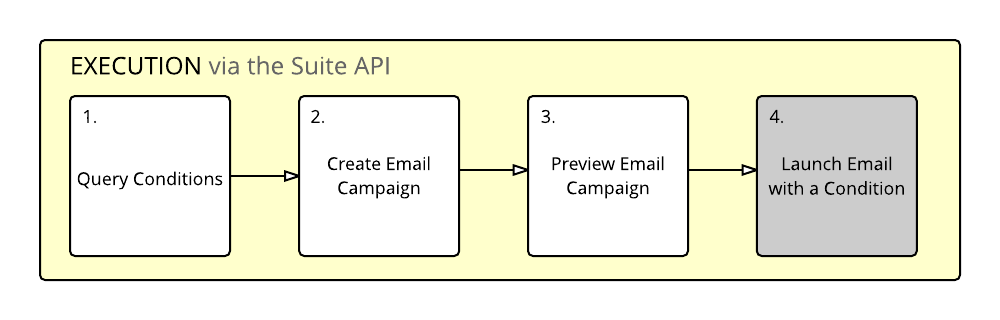 EXECUTION via the Suite API
1.
Query Conditions
2.
Create Email
Campaign
3.
Preview Email
Campaign
4.
Launch Email
with a Condition